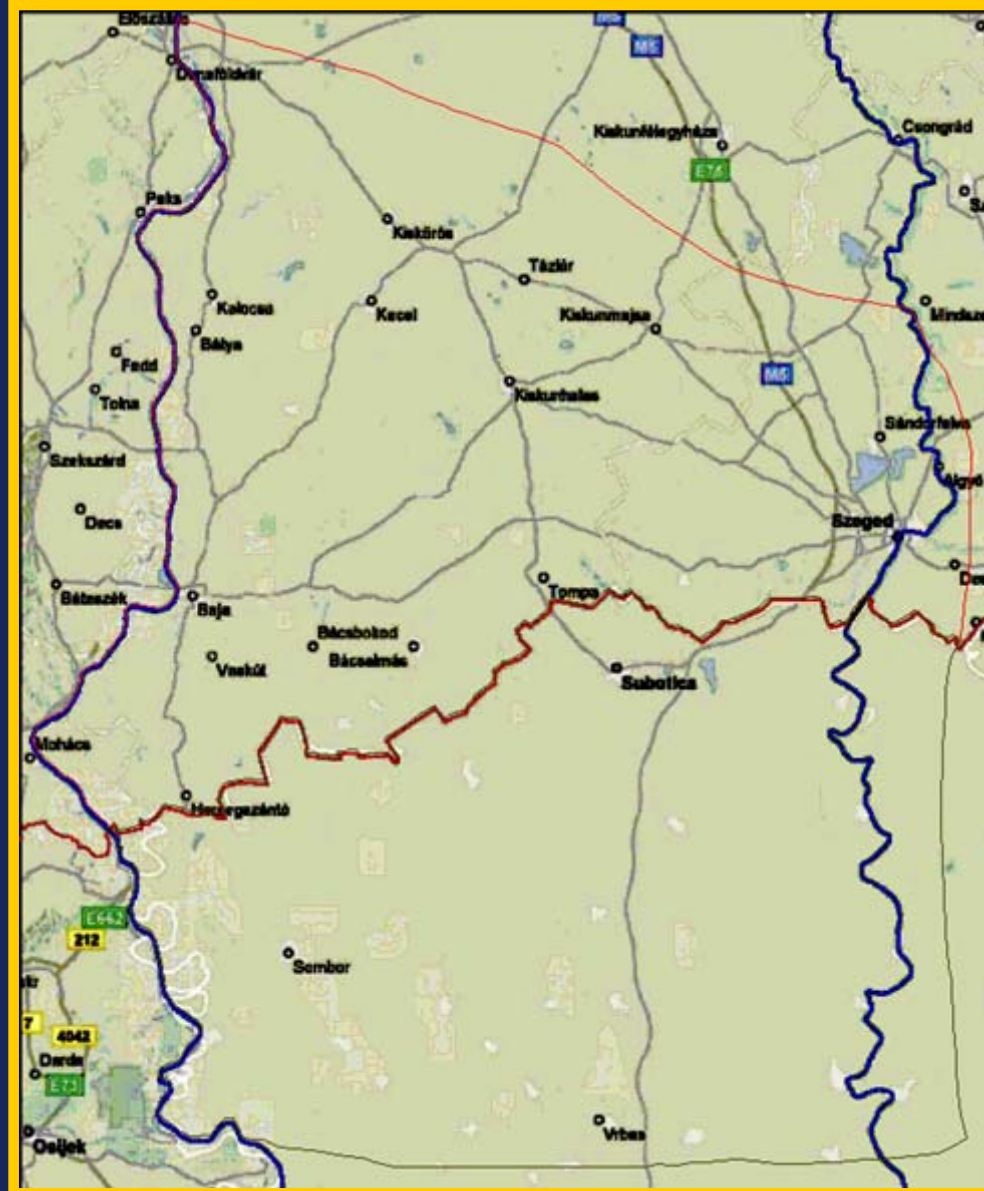 M5
Dunaföldvár
Kiskunfélegyháza
Csongrád
E75
Paks
Kiskőrös
Tázlár
Kalocsa
Kecel
Kiskunmajsa
Bátya
Fadd
M5
Tolna
Kiskunhalas
Sándorfalva
Szekszárd
Algyő
Decs
Szeged
Bátaszék
Baja
Tompa
Bácsbokod
Bácsalmás
Vaskút
Subotica
Mohács
Hercegszántó
E662
212
Sombor
7
4042
Darda
E73
Vrbas
Osijek